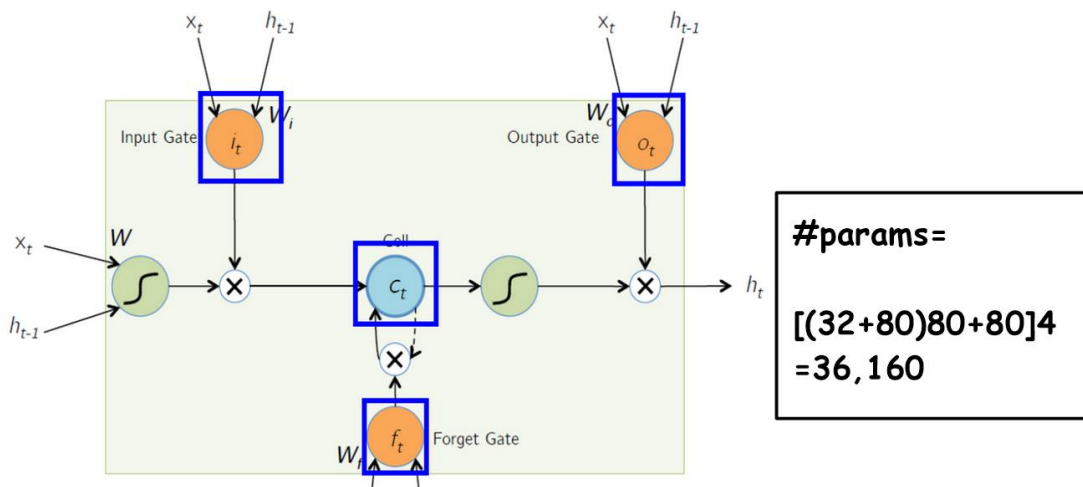 xₜ
hₜ₋₁
xₜ
hₜ₋₁
Input Gate
iₜ
Wᵢ
Output Gate
Wₒ
oₜ
#params=
W
xₜ
Cell
Cₜ
hₜ
hₜ₋₁
[(32+80)80+80]4
=36,160
fₜ
Forget Gate
W_f